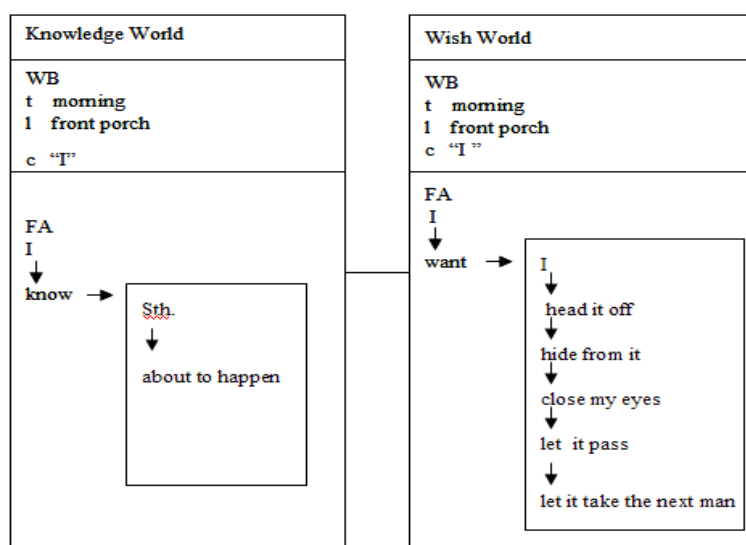 Knowledge World
WB
t morning
l front porch
c "I"
FA
I
know
Sth.
about to happen
Wish World
WB
t morning
l front porch
c "I "
FA
I
want
I
head it off
hide from it
close my eyes
let it pass
let it take the next man